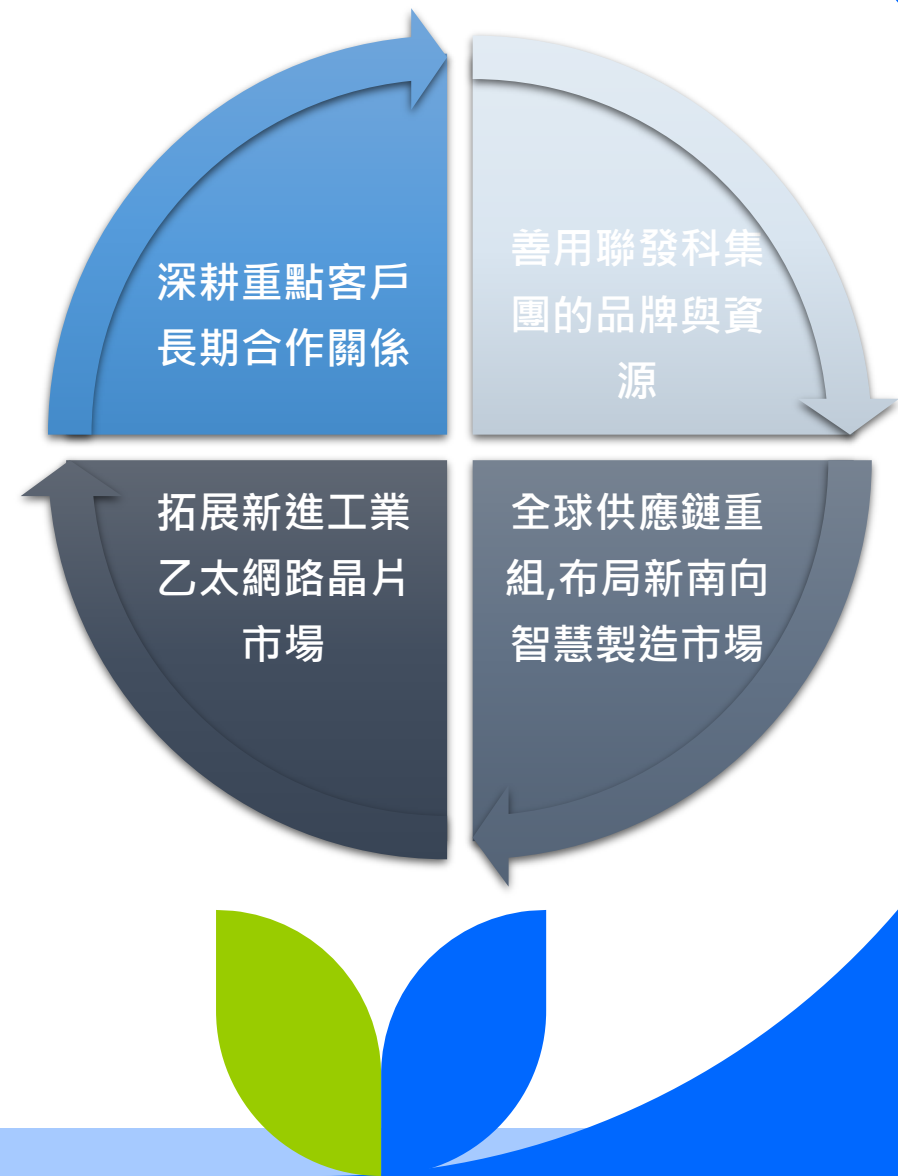 深耕重點客戶
長期合作關係
善用聯發科集
團的品牌與資
源
拓展新進工業
乙太網路晶片
市場
全球供應鏈重
組,布局新南向
智慧製造市場